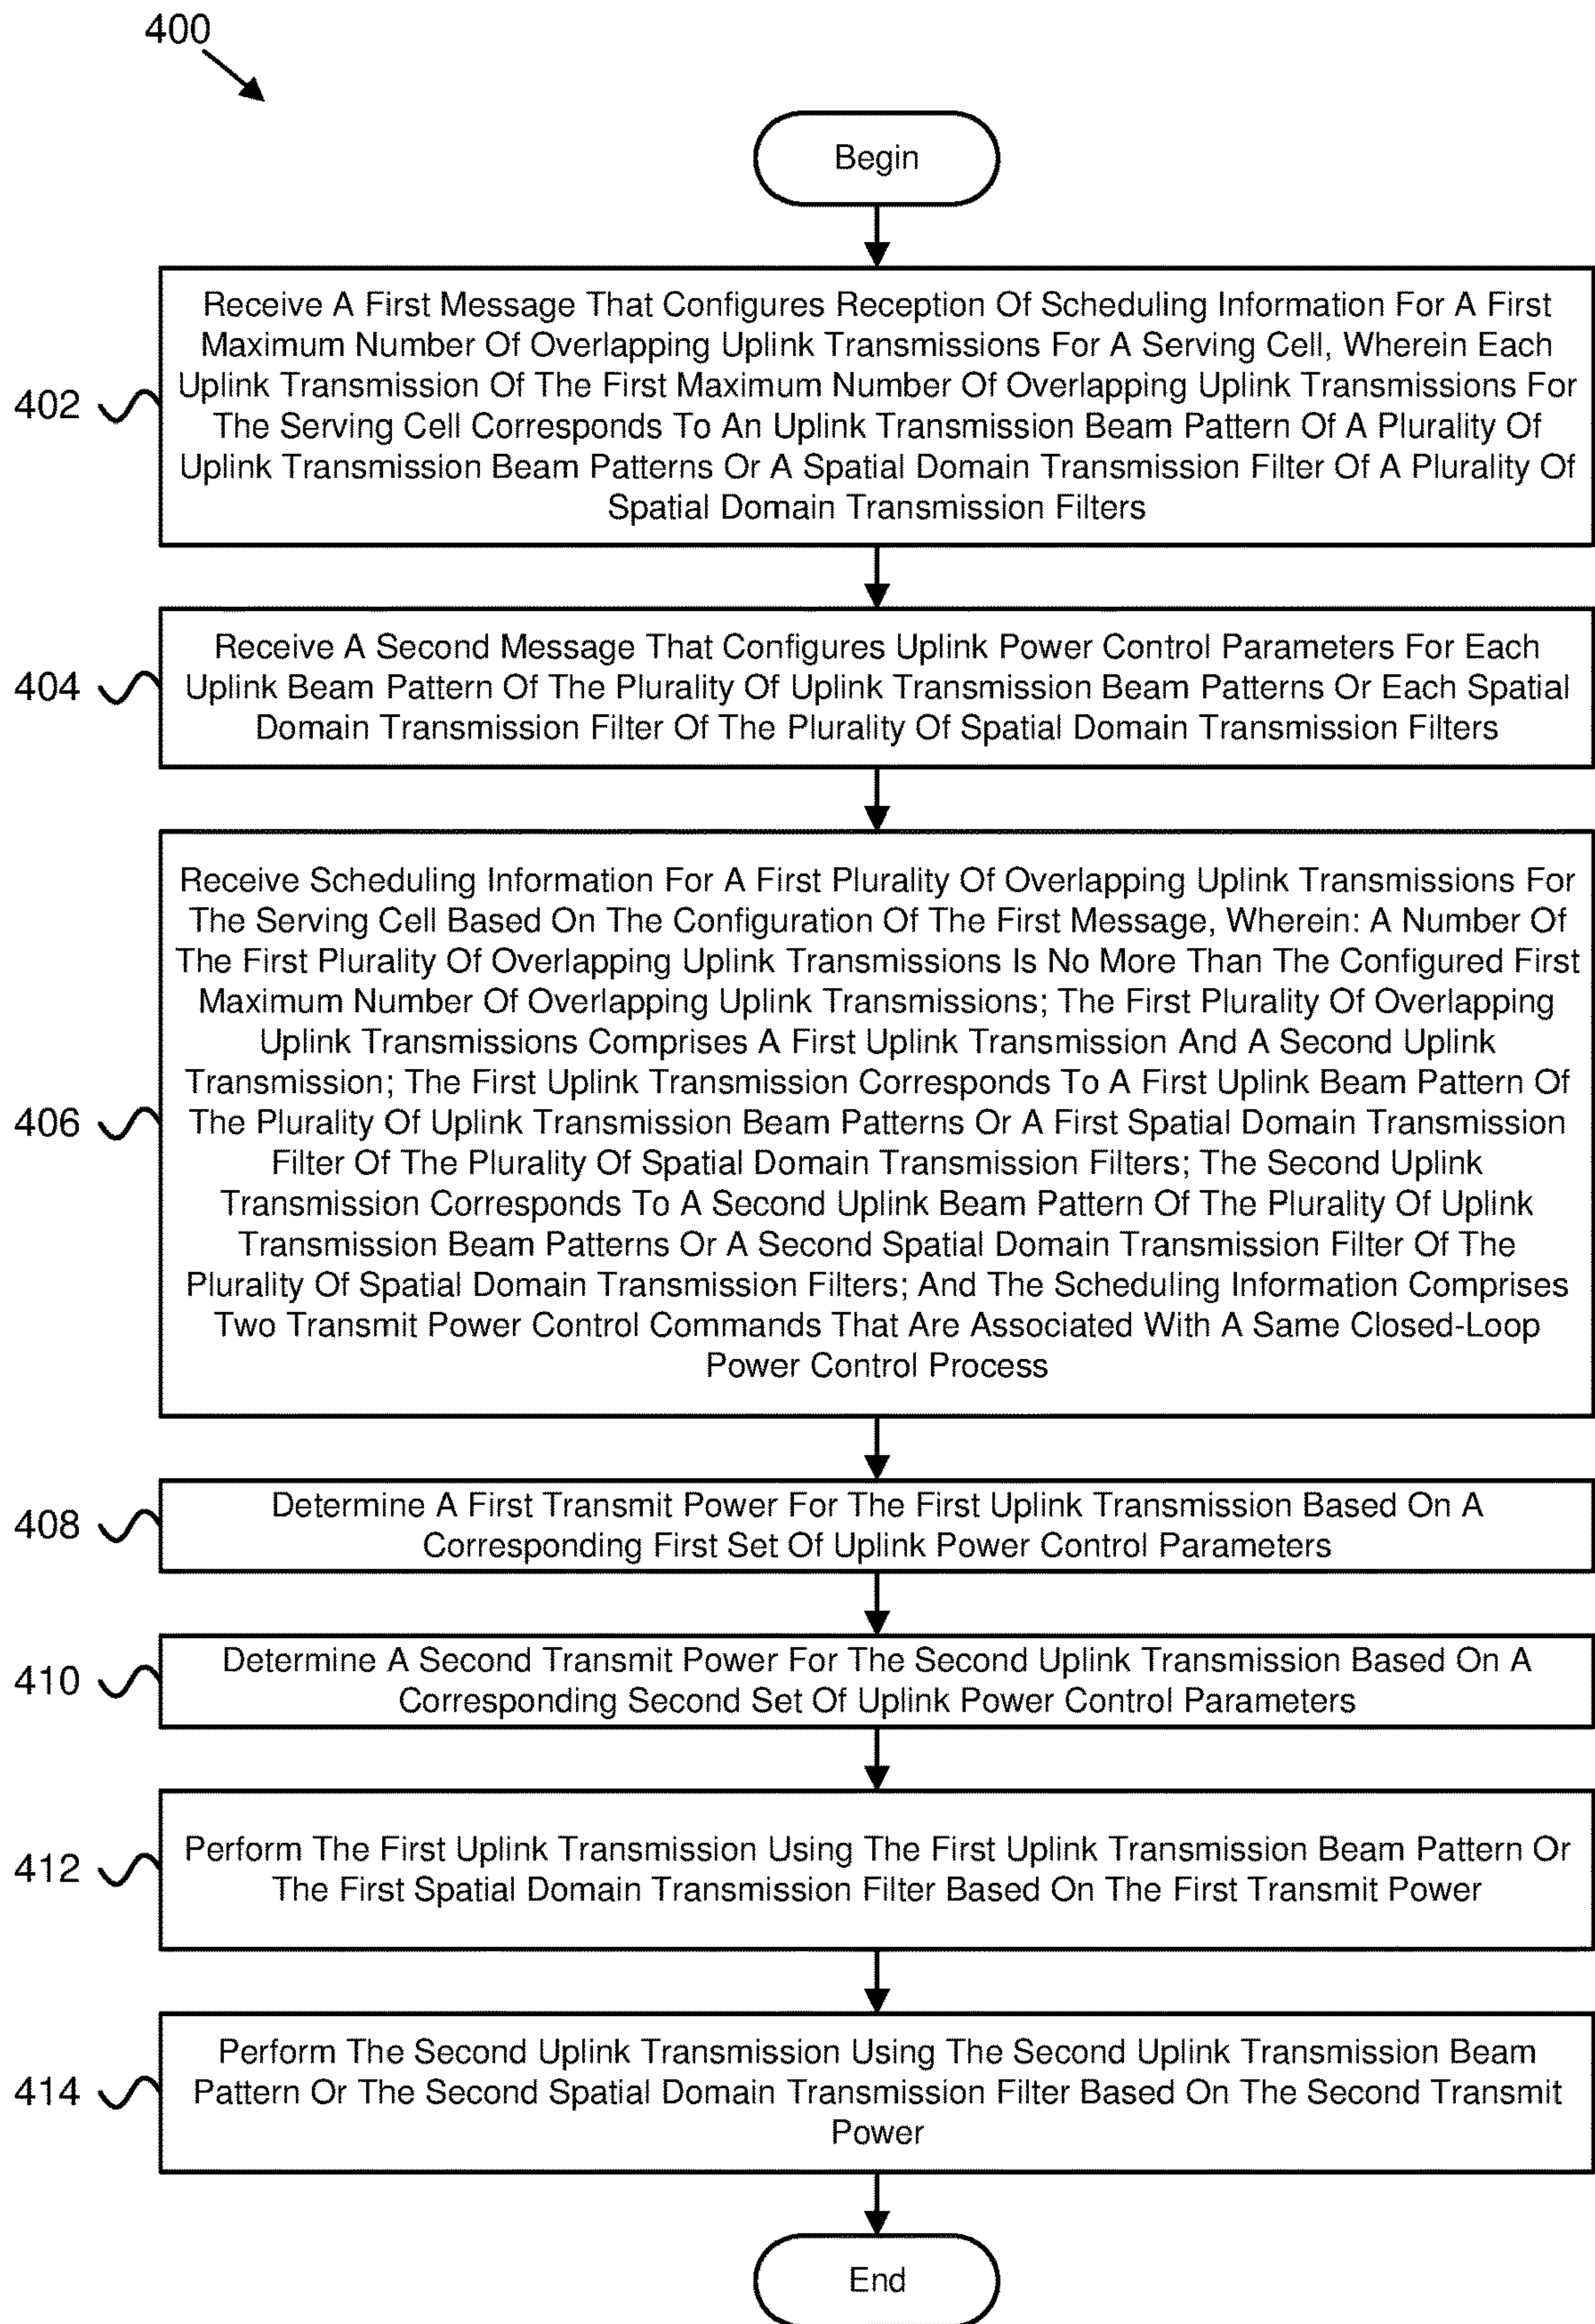 400
Begin
402
Receive A First Message That Configures Reception Of Scheduling Information For A First
Maximum Number Of Overlapping Uplink Transmissions For A Serving Cell, Wherein Each
Uplink Transmission Of The First Maximum Number Of Overlapping Uplink Transmissions For
The Serving Cell Corresponds To An Uplink Transmission Beam Pattern Of A Plurality Of
Uplink Transmission Beam Patterns Or A Spatial Domain Transmission Filter Of A Plurality Of
Spatial Domain Transmission Filters
404
Receive A Second Message That Configures Uplink Power Control Parameters For Each
Uplink Beam Pattern Of The Plurality Of Uplink Transmission Beam Patterns Or Each Spatial
Domain Transmission Filter Of The Plurality Of Spatial Domain Transmission Filters
406
Receive Scheduling Information For A First Plurality Of Overlapping Uplink Transmissions For
The Serving Cell Based On The Configuration Of The First Message, Wherein: A Number Of
The First Plurality Of Overlapping Uplink Transmissions Is No More Than The Configured First
Maximum Number Of Overlapping Uplink Transmissions; The First Plurality Of Overlapping
Uplink Transmissions Comprises A First Uplink Transmission And A Second Uplink
Transmission; The First Uplink Transmission Corresponds To A First Uplink Beam Pattern Of
The Plurality Of Uplink Transmission Beam Patterns Or A First Spatial Domain Transmission
Filter Of The Plurality Of Spatial Domain Transmission Filters; The Second Uplink
Transmission Corresponds To A Second Uplink Beam Pattern Of The Plurality Of Uplink
Transmission Beam Patterns Or A Second Spatial Domain Transmission Filter Of The
Plurality Of Spatial Domain Transmission Filters; And The Scheduling Information Comprises
Two Transmit Power Control Commands That Are Associated With A Same Closed-Loop
Power Control Process
408
Determine A First Transmit Power For The First Uplink Transmission Based On A
Corresponding First Set Of Uplink Power Control Parameters
410
Determine A Second Transmit Power For The Second Uplink Transmission Based On A
Corresponding Second Set Of Uplink Power Control Parameters
412
Perform The First Uplink Transmission Using The First Uplink Transmission Beam Pattern Or
The First Spatial Domain Transmission Filter Based On The First Transmit Power
414
Perform The Second Uplink Transmission Using The Second Uplink Transmission Beam
Pattern Or The Second Spatial Domain Transmission Filter Based On The Second Transmit
Power
End